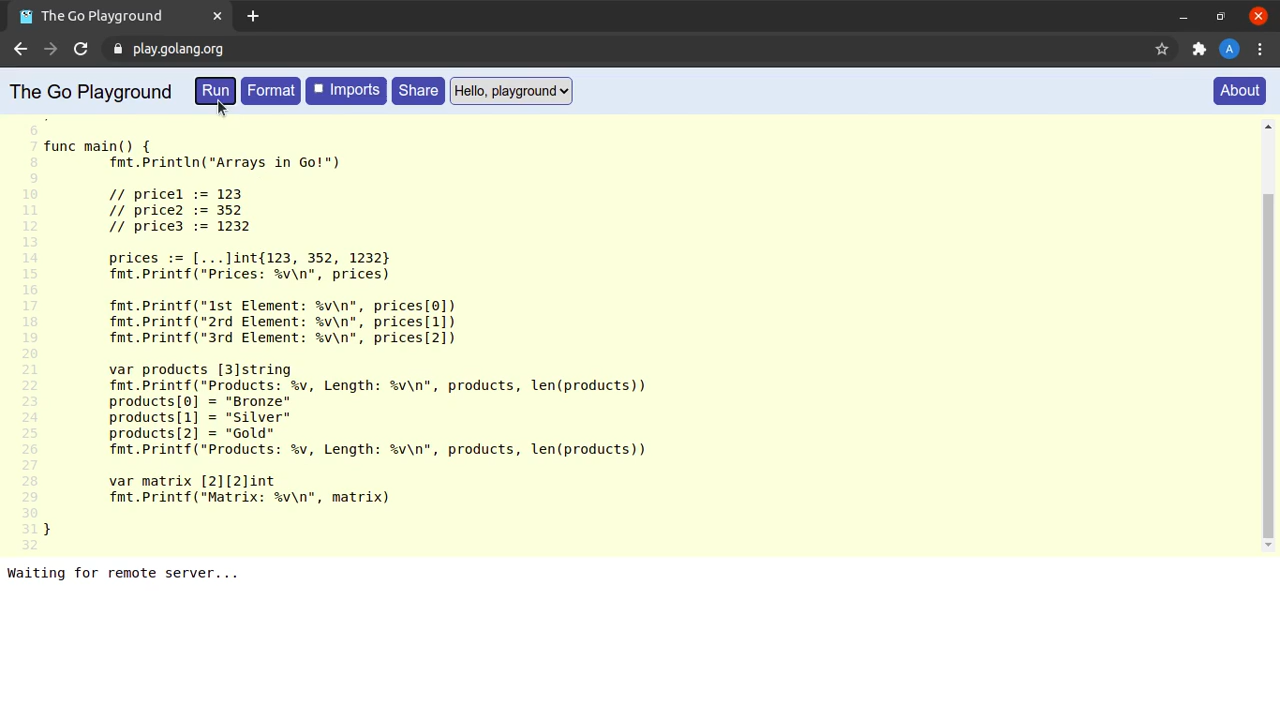 The Go Playground
play.golang.org
A
The Go Playground Run Format Imports Share Hello, playground About
6
7 func main() {
8 fmt.Println("Arrays in Go!")
9
10 // price1 := 123
11 // price2 := 352
12 // price3 := 1232
13
14 prices := [...]int{123, 352, 1232}
15 fmt.Printf("Prices: %v\n", prices)
16
17 fmt.Printf("1st Element: %v\n", prices[0])
18 fmt.Printf("2rd Element: %v\n", prices[1])
19 fmt.Printf("3rd Element: %v\n", prices[2])
20
21 var products [3]string
22 fmt.Printf("Products: %v, Length: %v\n", products, len(products))
23 products[0] = "Bronze"
24 products[1] = "Silver"
25 products[2] = "Gold"
26 fmt.Printf("Products: %v, Length: %v\n", products, len(products))
27
28 var matrix [2][2]int
29 fmt.Printf("Matrix: %v\n", matrix)
30
31 }
32
Waiting for remote server...